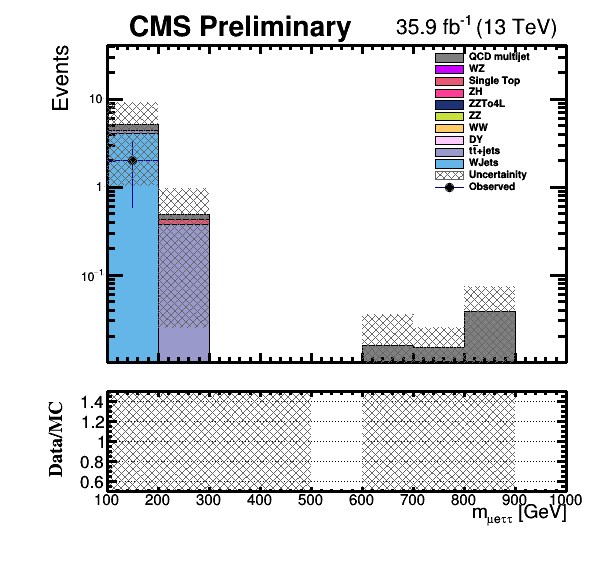 CMS Preliminary 35.9 fb⁻¹ (13 TeV)
Events
10
1
10⁻¹
QCD multijet
WZ
Single Top
ZH
ZZTo4L
ZZ
WW
DY
tt̄+jets
WJets
Uncertainity
Observed
Data/MC
1.4
1.2
1
0.8
0.6
100 200 300 400 500 600 700 800 900 1000
m_μeττ [GeV]